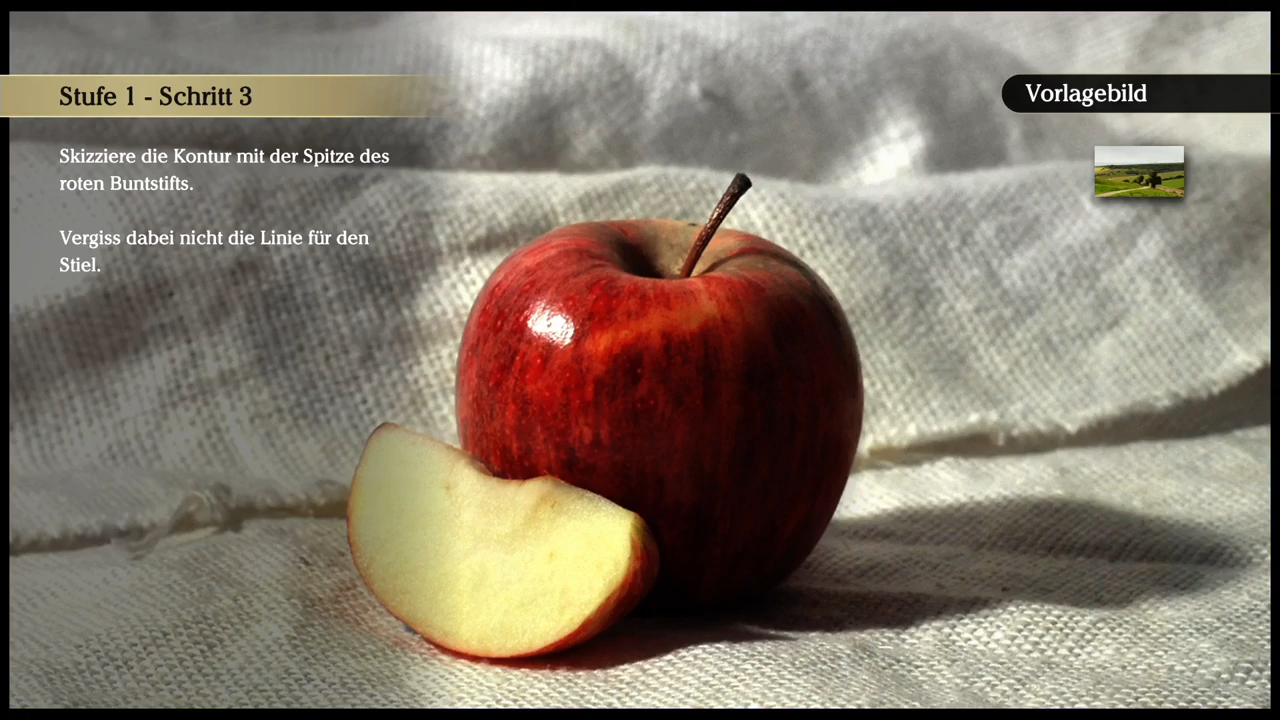 Stufe 1 - Schritt 3
Vorlagebild
Skizziere die Kontur mit der Spitze des
roten Buntstifts.
Vergiss dabei nicht die Linie für den
Stiel.